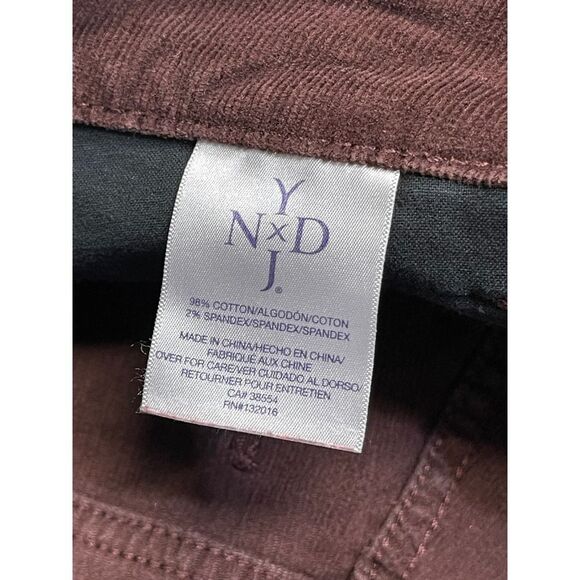 Y
N x D
J®
98% COTTON/ALGODÓN/COTON
2% SPANDEX/SPANDEX/SPANDEX
MADE IN CHINA/HECHO EN CHINA/
FABRIQUÉ AUX CHINE
OVER FOR CARE/VER CUIDADO AL DORSO/
RETOURNER POUR ENTRETIEN
CA# 38554
RN#132016